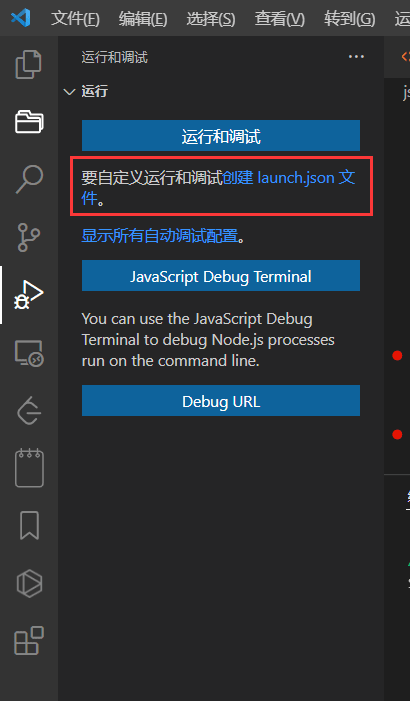 文件(F) 编辑(E) 选择(S) 查看(V) 转到(G) 运
运行和调试
运行
运行和调试
要自定义运行和调试创建 launch.json 文
件。
显示所有自动调试配置。
JavaScript Debug Terminal
You can use the JavaScript Debug
Terminal to debug Node.js processes
run on the command line.
Debug URL